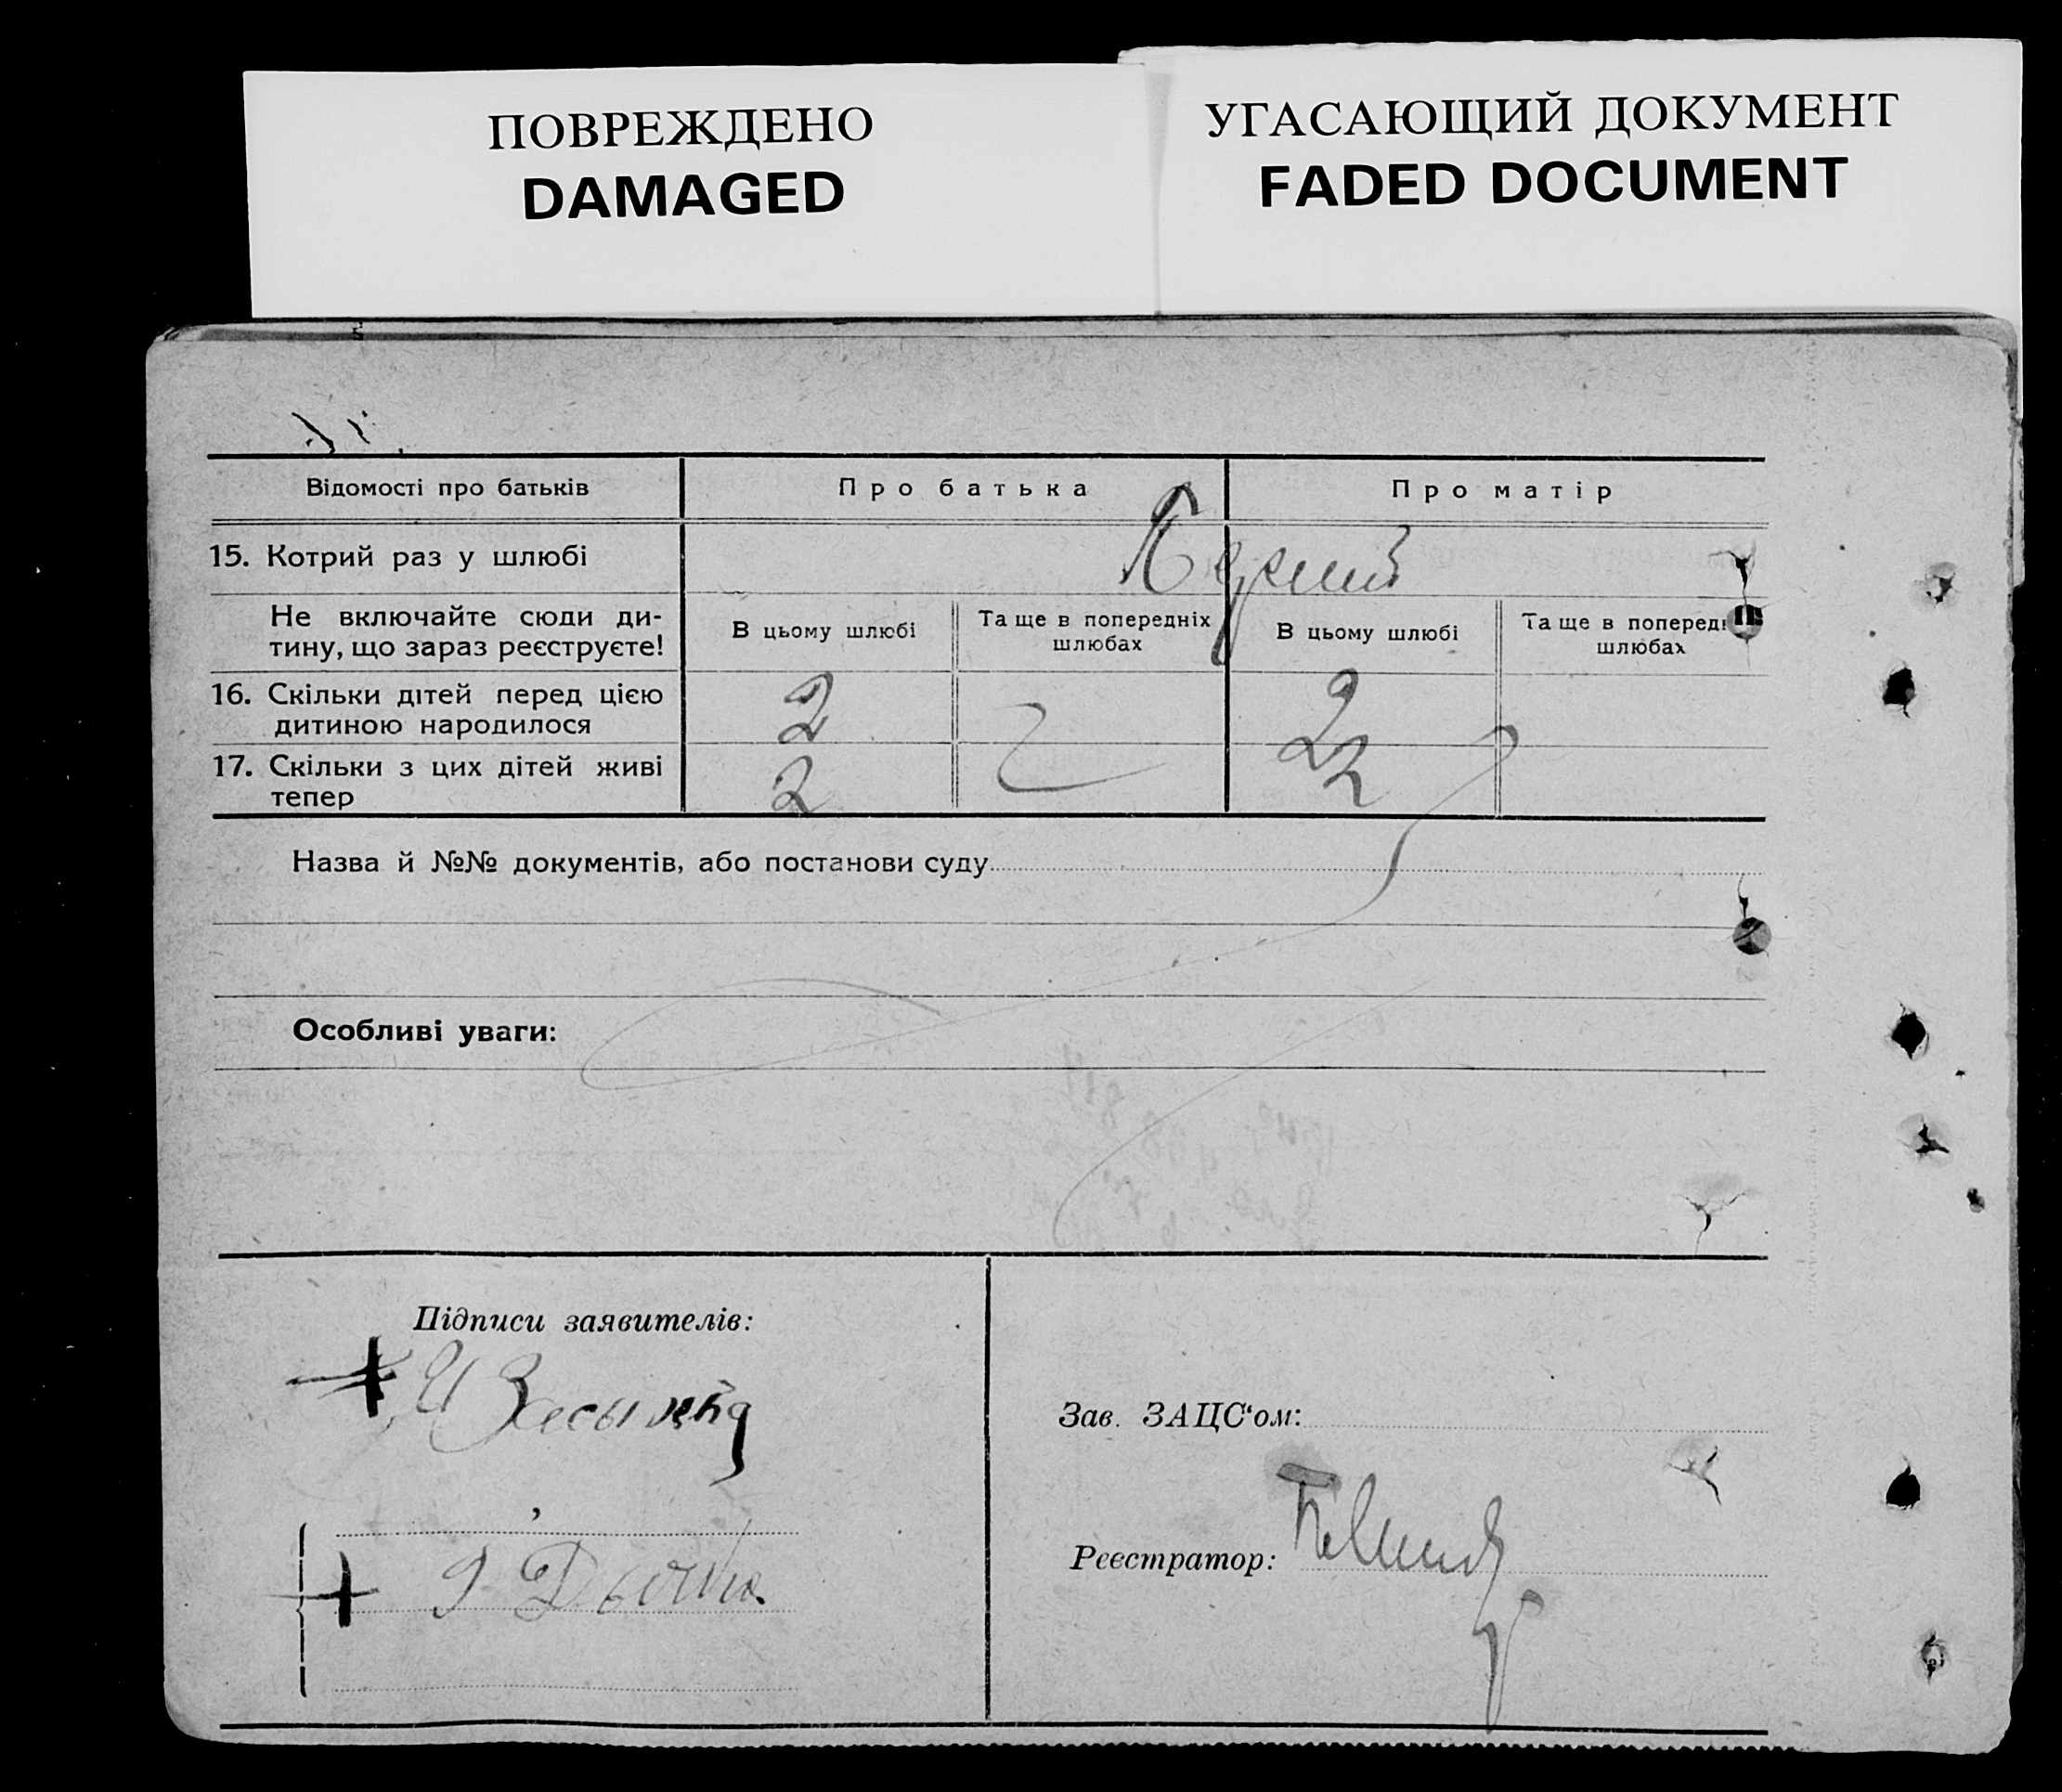 ПОВРЕЖДЕНО
DAMAGED
УГАСАЮЩИЙ ДОКУМЕНТ
FADED DOCUMENT
Відомості про батьків Про батька Про матір
15. Котрий раз у шлюбі
Не включайте сюди ди-
тину, що зараз реєструєте!
В цьому шлюбі
Та ще в попередніх
шлюбах
В цьому шлюбі
Та ще в поперед
шлюбах
16. Скільки дітей перед цією
дитиною народилося
2 2
17. Скільки з цих дітей живі
тепер
2 2
Назва й №№ документів, або постанови суду
Особливі уваги:
Підписи заявителів:
Зав. ЗАЦС‘ом:
Реєстратор: